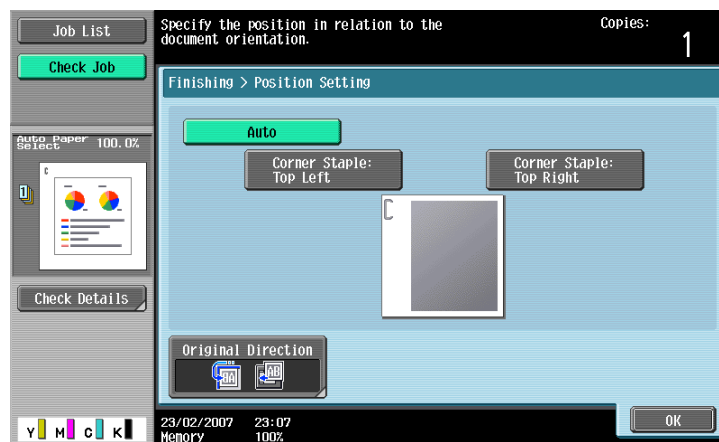 Job List
Check Job
Auto Paper
Select
100.0%
Check Details
Y M C K
Specify the position in relation to the
document orientation.
Copies:
1
Finishing > Position Setting
Auto
Corner Staple:
Top Left
Corner Staple:
Top Right
Original Direction
AB
AB
23/02/2007 23:07
Memory 100%
OK